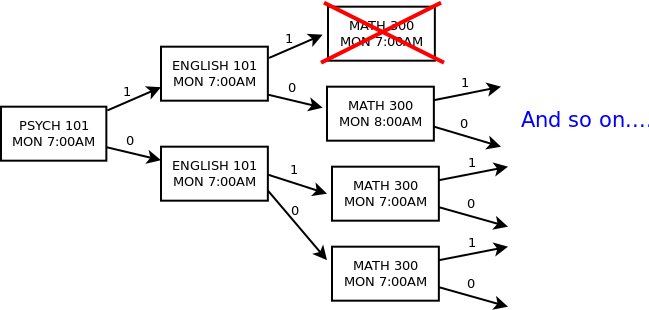 PSYCH 101
MON 7:00AM
1
0
ENGLISH 101
MON 7:00AM
1
0
ENGLISH 101
MON 7:00AM
1
0
MATH 300
MON 7:00AM
MATH 300
MON 8:00AM
1
0
MATH 300
MON 7:00AM
1
0
MATH 300
MON 7:00AM
1
0
And so on....